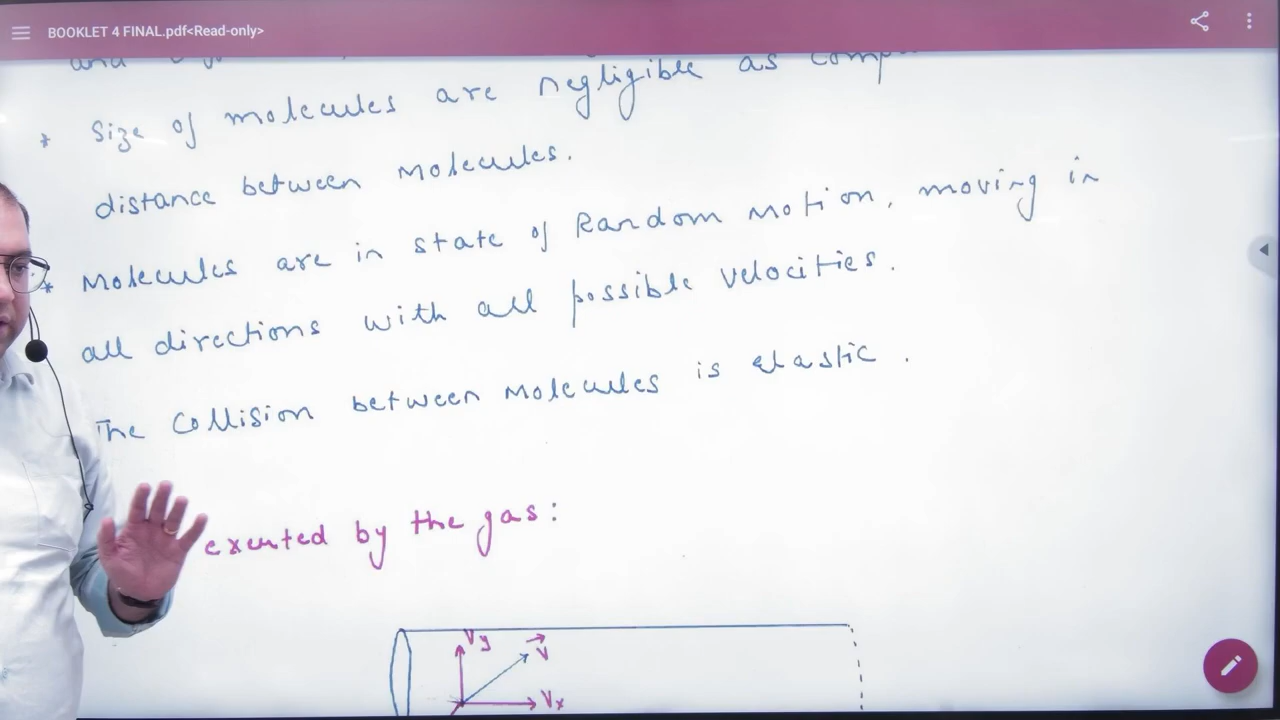 BOOKLET 4 FINAL.pdf<Read-only>
and
* Size of molecules are negligible as
distance between molecules.
* Molecules are in state of Random motion, moving in
all directions with all possible velocities.
The Collision between Molecules is elastic.
exerted by the gas:
Vy V
Vx